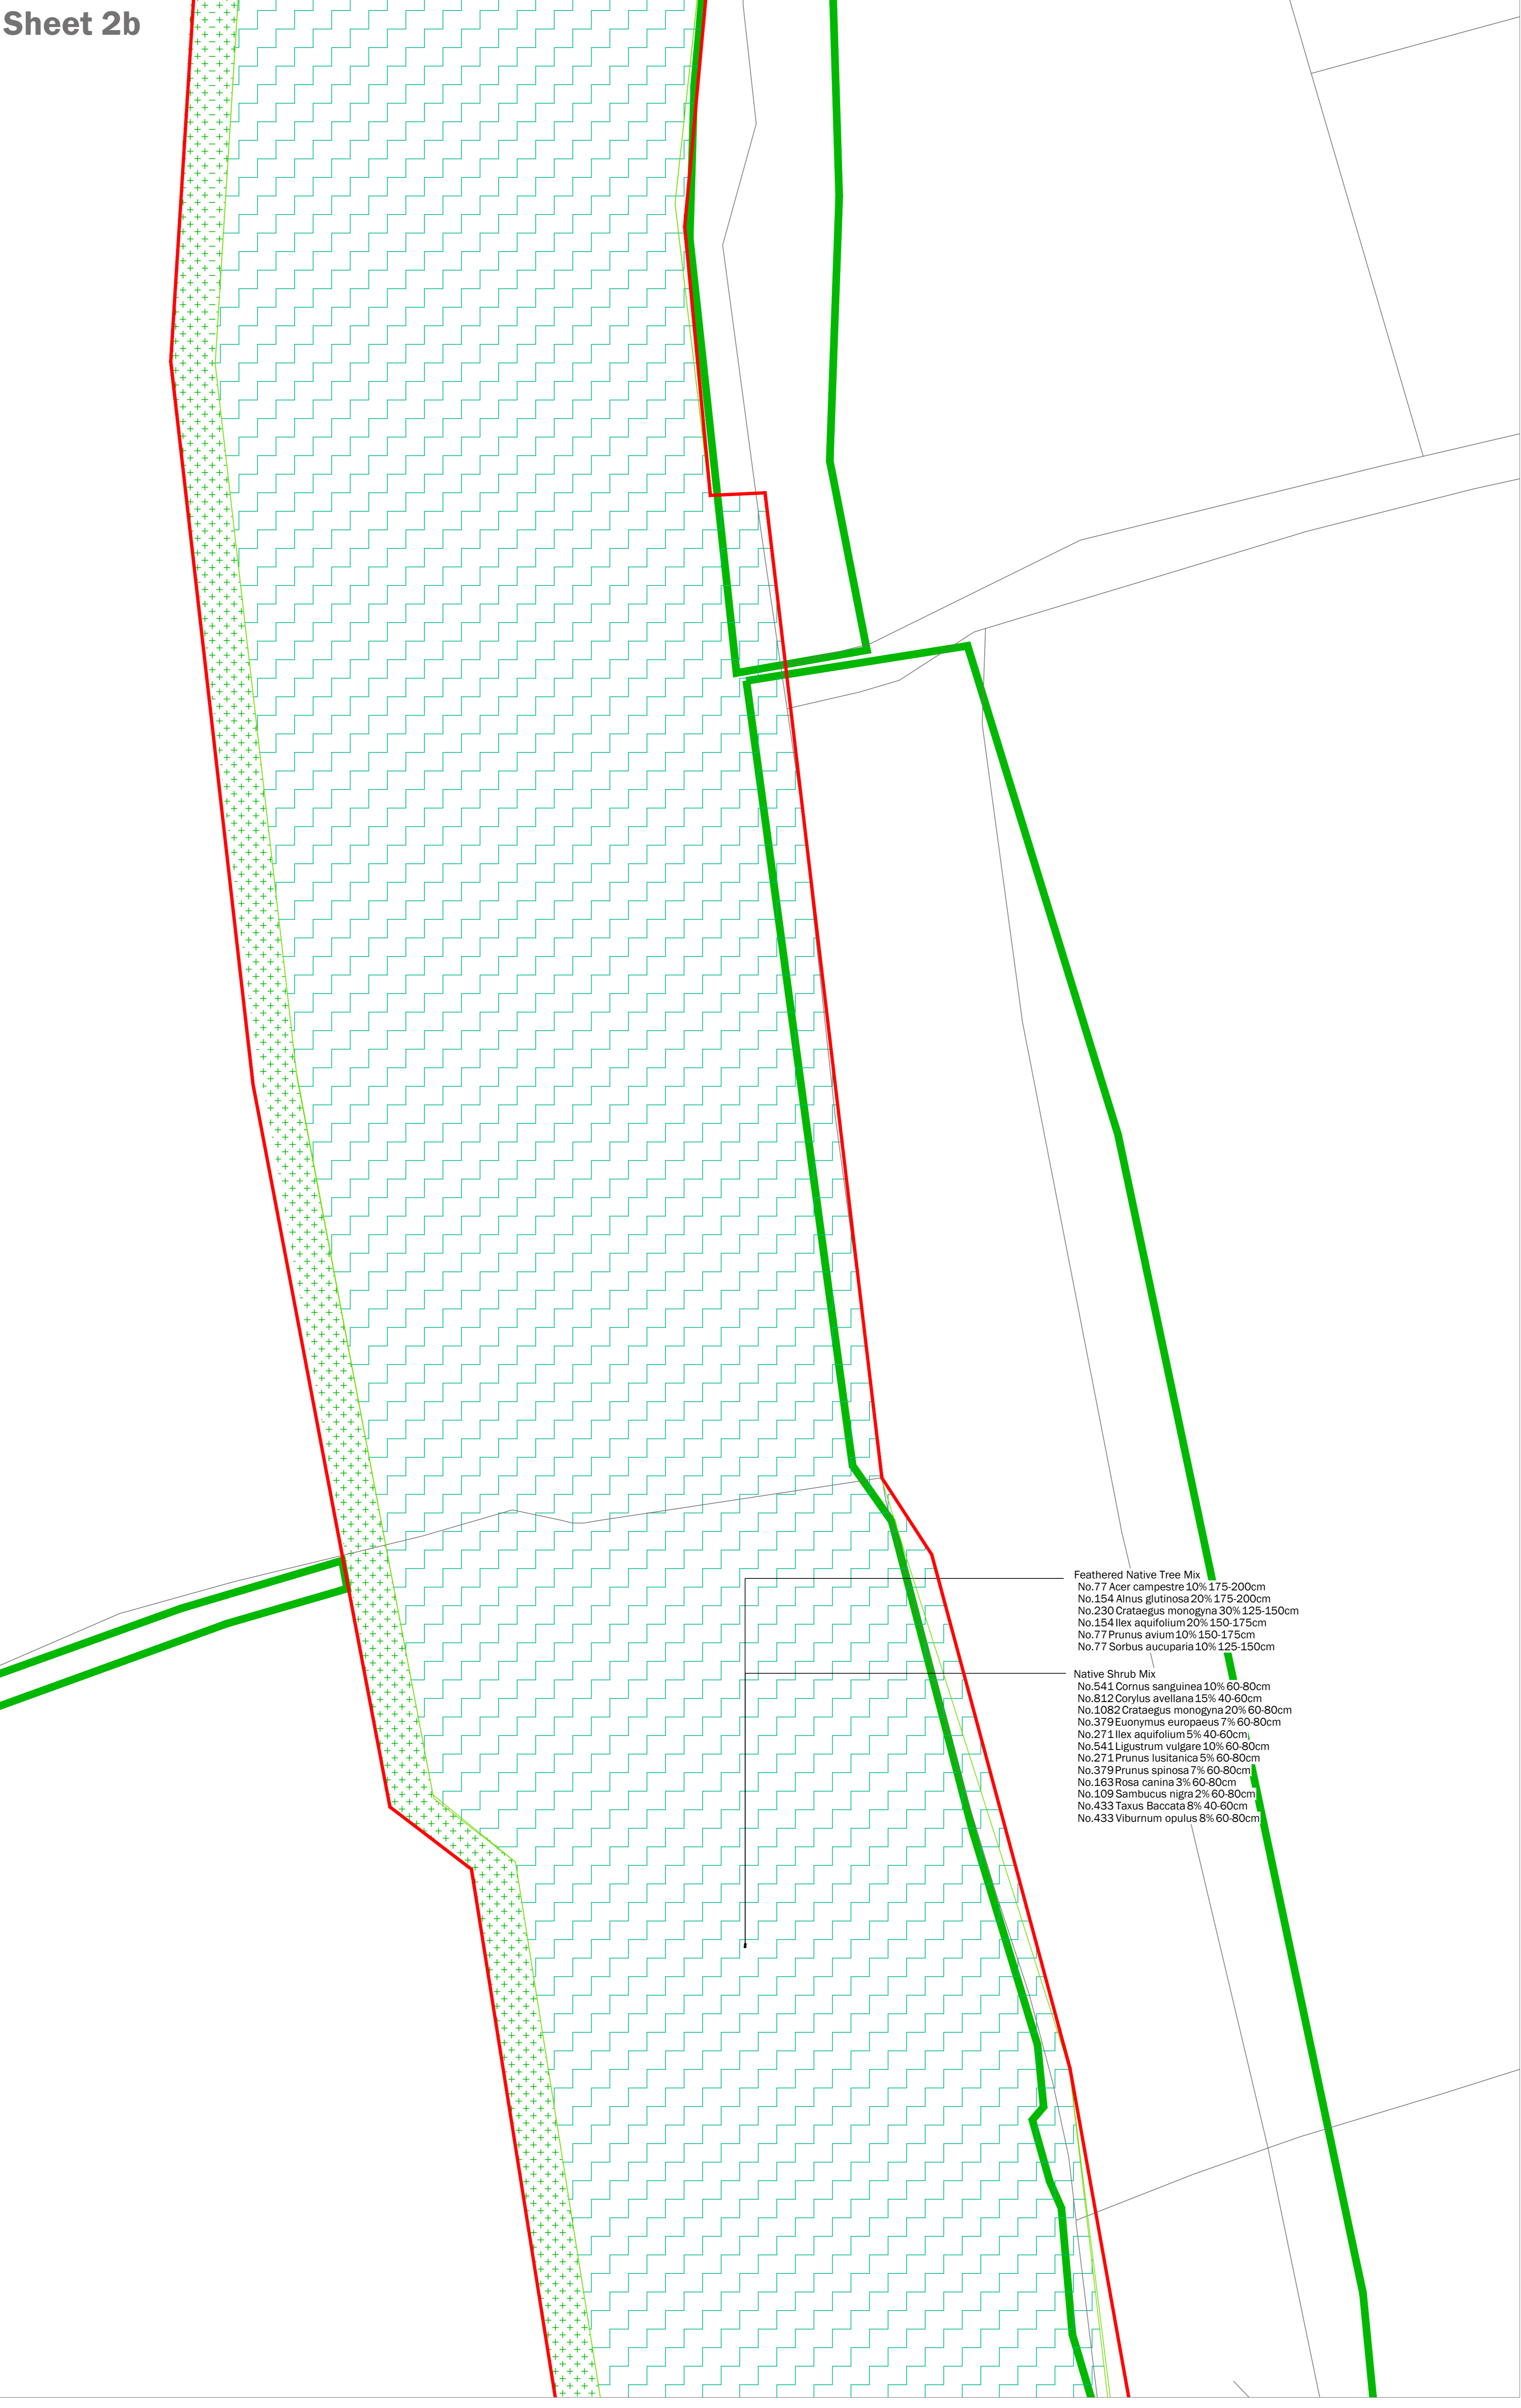 Sheet 2b
Feathered Native Tree Mix
No.77 Acer campestre 10% 175-200cm
No.154 Alnus glutinosa 20% 175-200cm
No.230 Crataegus monogyna 30% 125-150cm
No.154 Ilex aquifolium 20% 150-175cm
No.77 Prunus avium 10% 150-175cm
No.77 Sorbus aucuparia 10% 125-150cm
Native Shrub Mix
No.541 Cornus sanguinea 10% 60-80cm
No.812 Corylus avellana 15% 40-60cm
No.1082 Crataegus monogyna 20% 60-80cm
No.379 Euonymus europaeus 7% 60-80cm
No.271 Ilex aquifolium 5% 40-60cm
No.541 Ligustrum vulgare 10% 60-80cm
No.271 Prunus lusitanica 5% 60-80cm
No.379 Prunus spinosa 7% 60-80cm
No.163 Rosa canina 3% 60-80cm
No.109 Sambucus nigra 2% 60-80cm
No.433 Taxus Baccata 8% 40-60cm
No.433 Viburnum opulus 8% 60-80cm